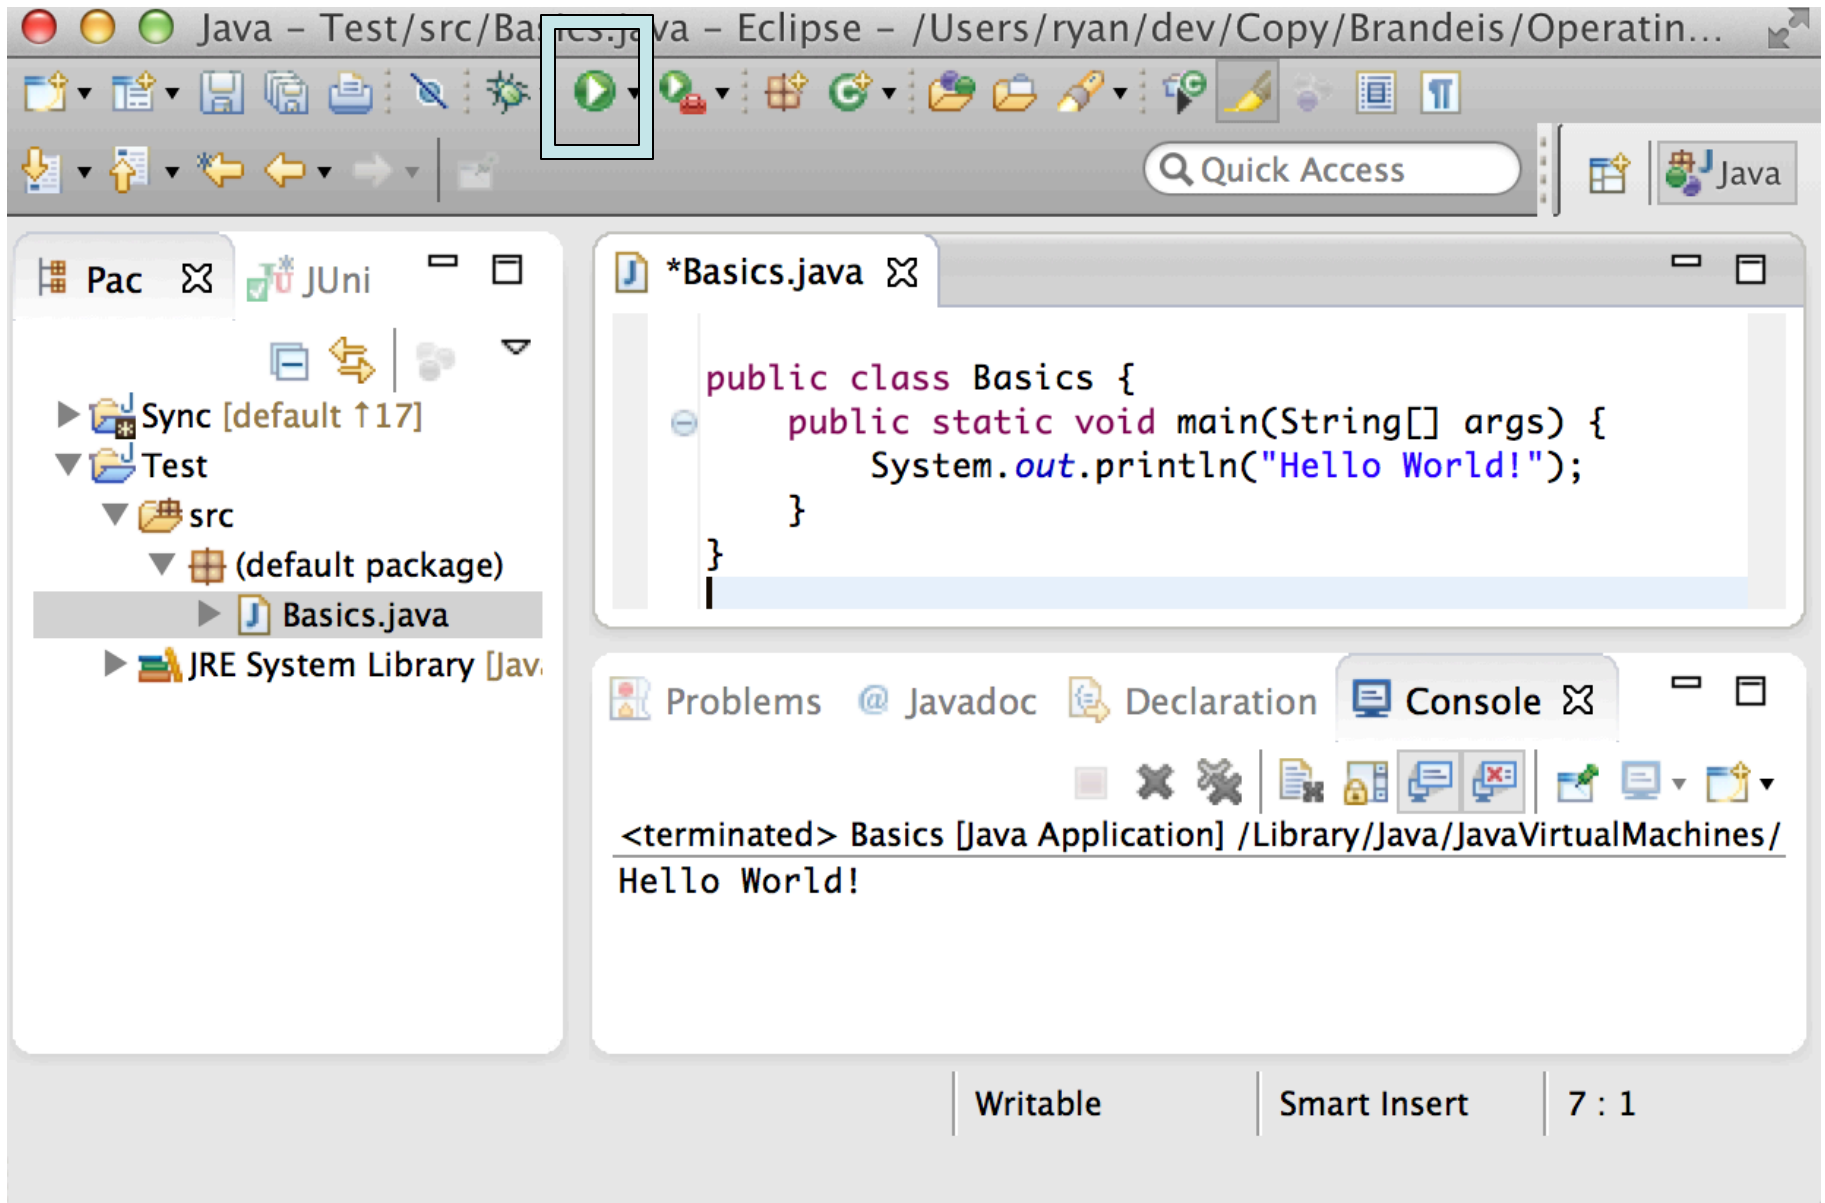 Java – Test/src/Basics.java – Eclipse – /Users/ryan/dev/Copy/Brandeis/Operatin...
Quick Access
Java
Pac
JUni
Sync [default ↑17]
Test
src
(default package)
Basics.java
JRE System Library [Jav
*Basics.java
public class Basics {
public static void main(String[] args) {
System.out.println("Hello World!");
}
}
Problems @ Javadoc Declaration Console
<terminated> Basics [Java Application] /Library/Java/JavaVirtualMachines/
Hello World!
Writable
Smart Insert
7 : 1